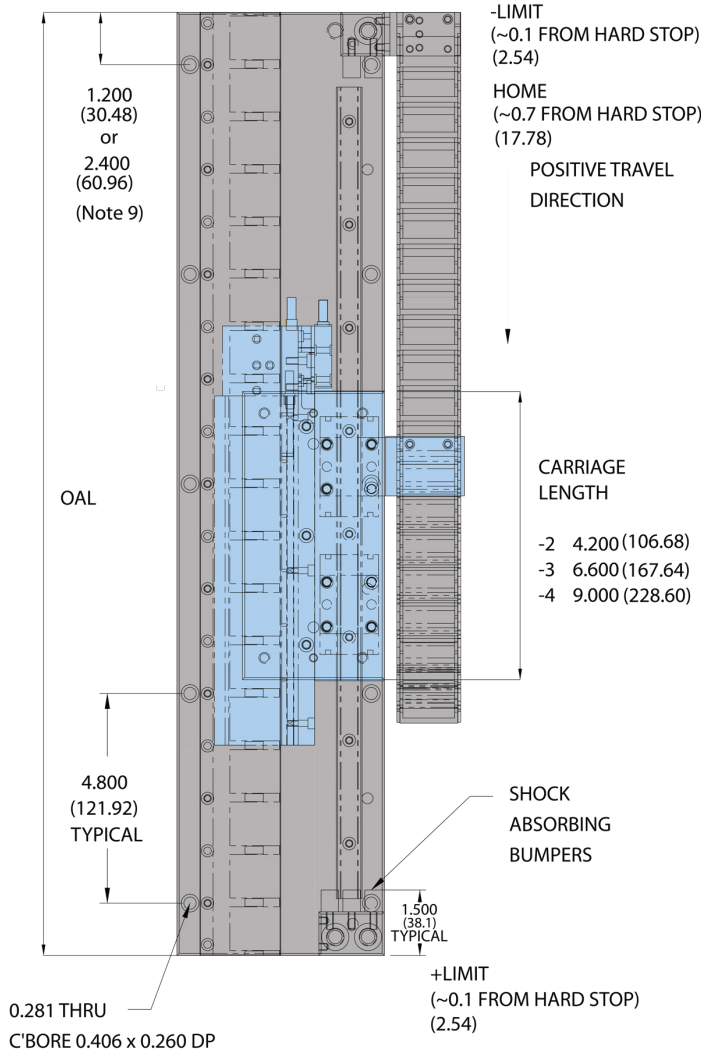 -LIMIT
(~0.1 FROM HARD STOP)
(2.54)
HOME
(~0.7 FROM HARD STOP)
(17.78)
POSITIVE TRAVEL
DIRECTION
1.200
(30.48)
or
2.400
(60.96)
(Note 9)
OAL
CARRIAGE
LENGTH
-2 4.200 (106.68)
-3 6.600 (167.64)
-4 9.000 (228.60)
4.800
(121.92)
TYPICAL
SHOCK
ABSORBING
BUMPERS
1.500
(38.1)
TYPICAL
+LIMIT
(~0.1 FROM HARD STOP)
(2.54)
0.281 THRU
C'BORE 0.406 x 0.260 DP